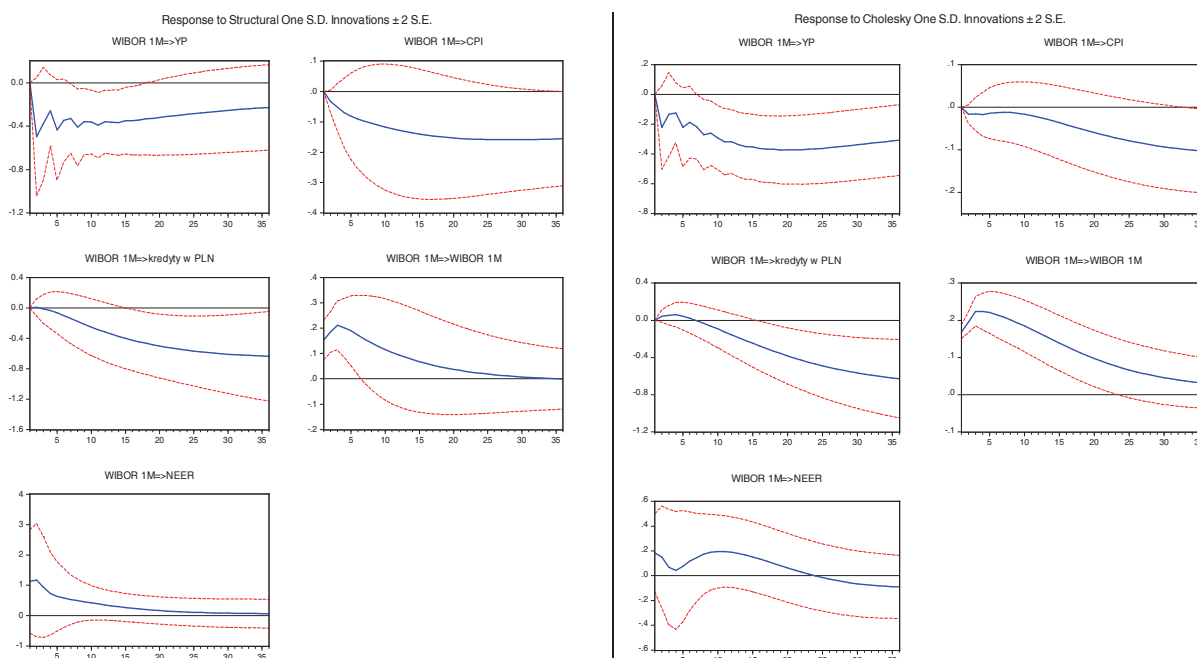 Response to Structural One S.D. Innovations ± 2 S.E.
WIBOR 1M=>YP
0.0
-0.4
-0.8
-1.2
5 10 15 20 25 30 35
WIBOR 1M=>CPI
.1
.0
-.1
-.2
-.3
-.4
5 10 15 20 25 30 35
WIBOR 1M=>kredyty w PLN
0.4
0.0
-0.4
-0.8
-1.2
-1.6
5 10 15 20 25 30 35
WIBOR 1M=>WIBOR 1M
.4
.3
.2
.1
.0
-.1
-.2
5 10 15 20 25 30 35
WIBOR 1M=>NEER
4
3
2
1
0
-1
5 10 15 20 25 30 35
Response to Cholesky One S.D. Innovations ± 2 S.E.
WIBOR 1M=>YP
.2
.0
-.2
-.4
-.6
-.8
5 10 15 20 25 30 35
WIBOR 1M=>CPI
.1
.0
-.1
-.2
5 10 15 20 25 30 35
WIBOR 1M=>kredyty w PLN
0.4
0.0
-0.4
-0.8
-1.2
5 10 15 20 25 30 35
WIBOR 1M=>WIBOR 1M
.3
.2
.1
.0
-.1
5 10 15 20 25 30 35
WIBOR 1M=>NEER
.6
.4
.2
.0
-.2
-.4
-.6